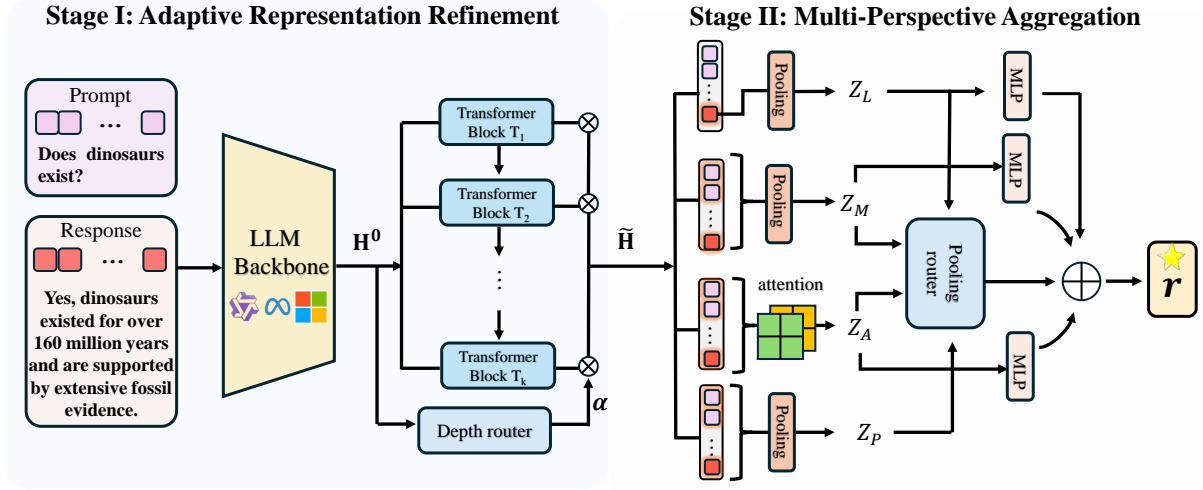 Stage I: Adaptive Representation Refinement
Prompt
...
Does dinosaurs
exist?
Response
...
Yes, dinosaurs
existed for over
160 million years
and are supported
by extensive fossil
evidence.
LLM
Backbone
H⁰
Transformer
Block T₁
Transformer
Block T₂
⋮
Transformer
Block Tₖ
Depth router
α
H̃
Stage II: Multi-Perspective Aggregation
⋮
Pooling
Z_L
MLP
⋮
Pooling
Z_M
MLP
⋮
attention
Z_A
MLP
⋮
Pooling
Z_P
Pooling
router
r